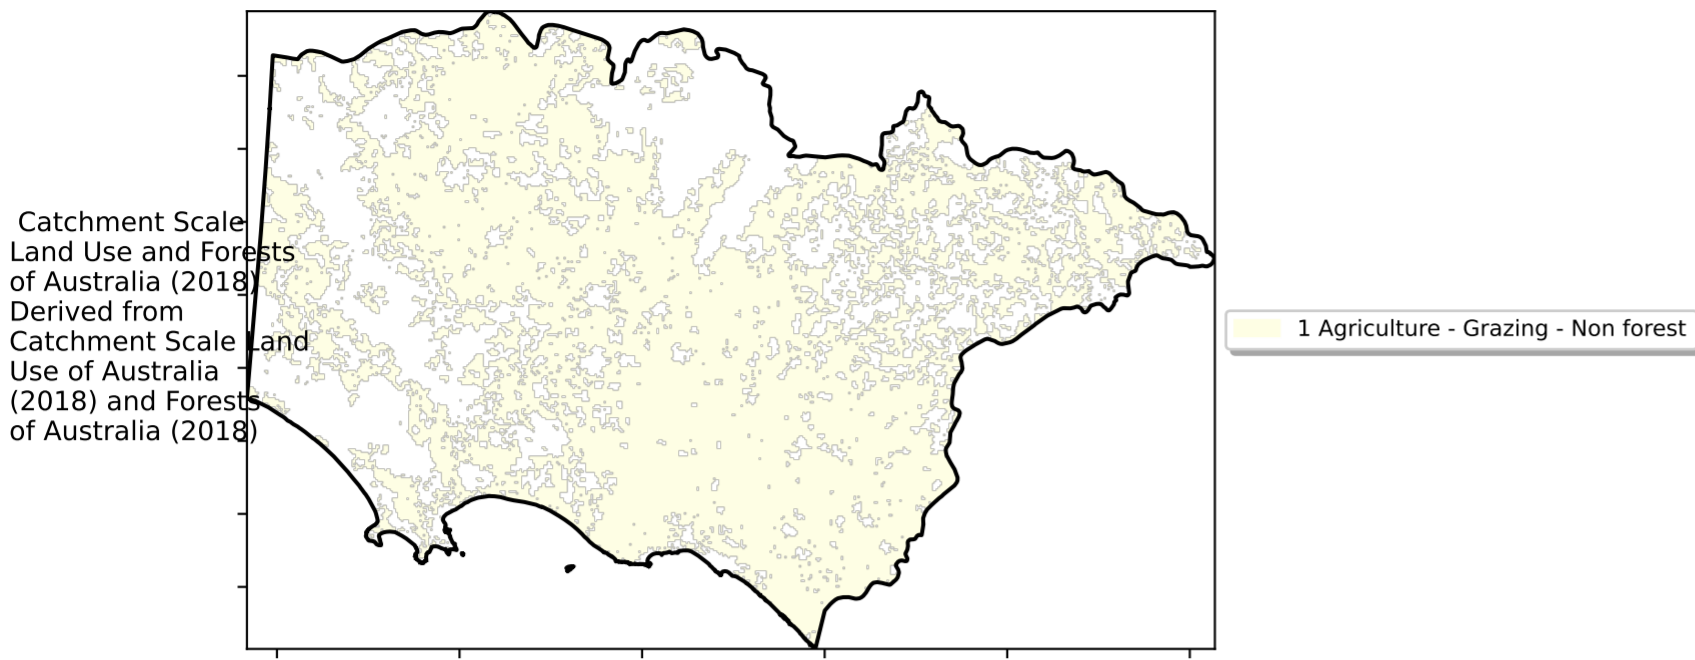 Catchment Scale
Land Use and Forests
of Australia (2018)
Derived from
Catchment Scale Land
Use of Australia
(2018) and Forests
of Australia (2018)
1 Agriculture - Grazing - Non forest